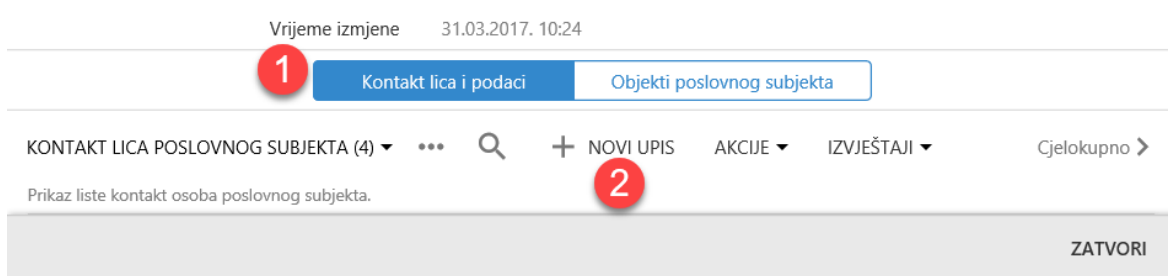 Vrijeme izmjene 31.03.2017. 10:24
1 Kontakt lica i podaci Objekti poslovnog subjekta
KONTAKT LICA POSLOVNOG SUBJEKTA (4) NOVI UPIS AKCIJE IZVJEŠTAJI Cjelokupno
2
Prikaz liste kontakt osoba poslovnog subjekta.
ZATVORI